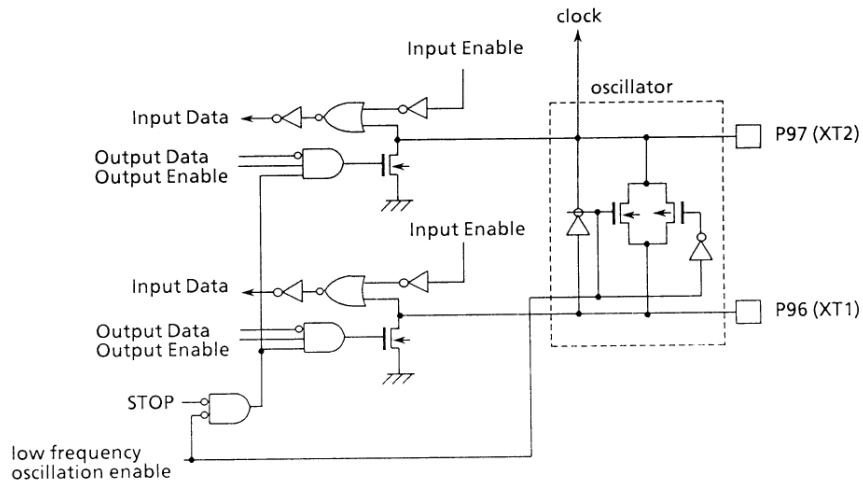 clock
Input Enable
oscillator
Input Data
P97 (XT2)
Output Data
Output Enable
Input Enable
Input Data
P96 (XT1)
Output Data
Output Enable
STOP
low frequency
oscillation enable